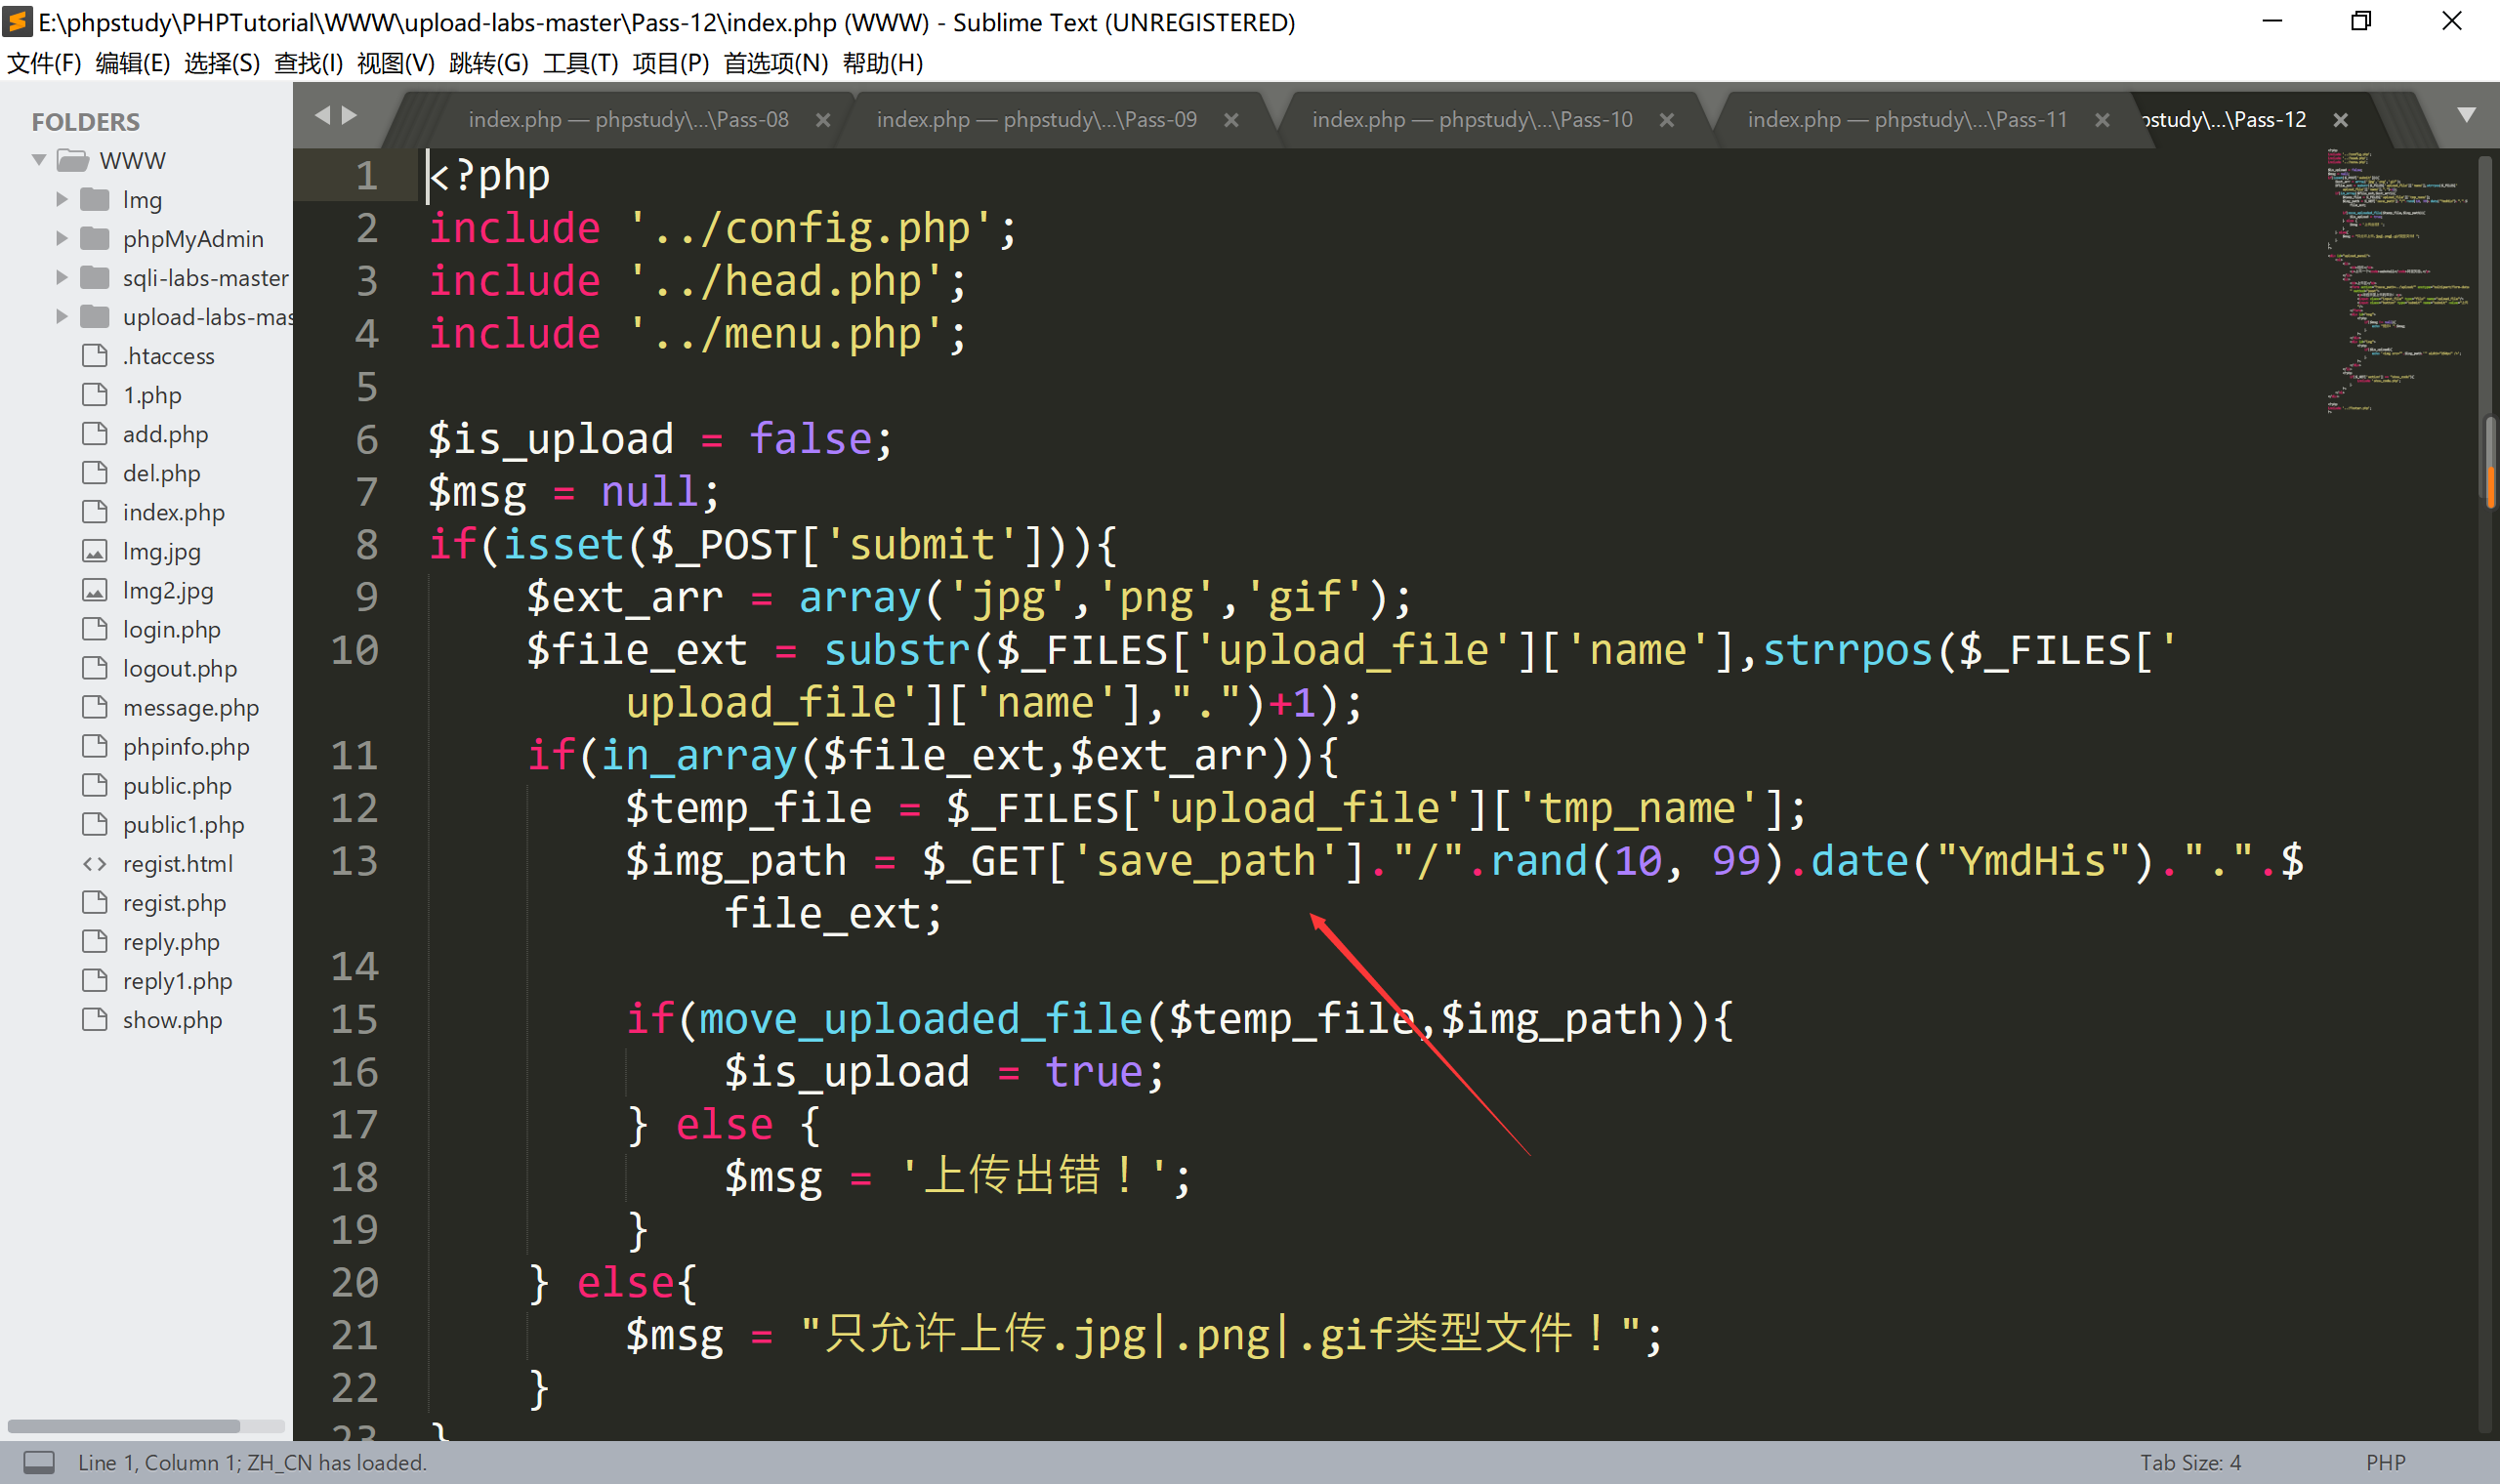 E:\phpstudy\PHPTutorial\WWW\upload-labs-master\Pass-12\index.php (WWW) - Sublime Text (UNREGISTERED)
文件(F) 编辑(E) 选择(S) 查找(I) 视图(V) 跳转(G) 工具(T) 项目(P) 首选项(N) 帮助(H)
FOLDERS
WWW
lmg
phpMyAdmin
sqli-labs-master
upload-labs-mas
.htaccess
1.php
add.php
del.php
index.php
lmg.jpg
lmg2.jpg
login.php
logout.php
message.php
phpinfo.php
public.php
public1.php
regist.html
regist.php
reply.php
reply1.php
show.php
index.php — phpstudy\...\Pass-08
index.php — phpstudy\...\Pass-09
index.php — phpstudy\...\Pass-10
index.php — phpstudy\...\Pass-11
study\...\Pass-12
1 <?php
2 include '../config.php';
3 include '../head.php';
4 include '../menu.php';
5
6 $is_upload = false;
7 $msg = null;
8 if(isset($_POST['submit'])){
9 $ext_arr = array('jpg','png','gif');
10 $file_ext = substr($_FILES['upload_file']['name'],strrpos($_FILES['
upload_file']['name'],".")+1);
11 if(in_array($file_ext,$ext_arr)){
12 $temp_file = $_FILES['upload_file']['tmp_name'];
13 $img_path = $_GET['save_path']."/".rand(10, 99).date("YmdHis").".".$
file_ext;
14
15 if(move_uploaded_file($temp_file,$img_path)){
16 $is_upload = true;
17 } else {
18 $msg = '上传出错！';
19 }
20 } else{
21 $msg = "只允许上传.jpg|.png|.gif类型文件！";
22 }
23 }
Line 1, Column 1; ZH_CN has loaded.
Tab Size: 4
PHP